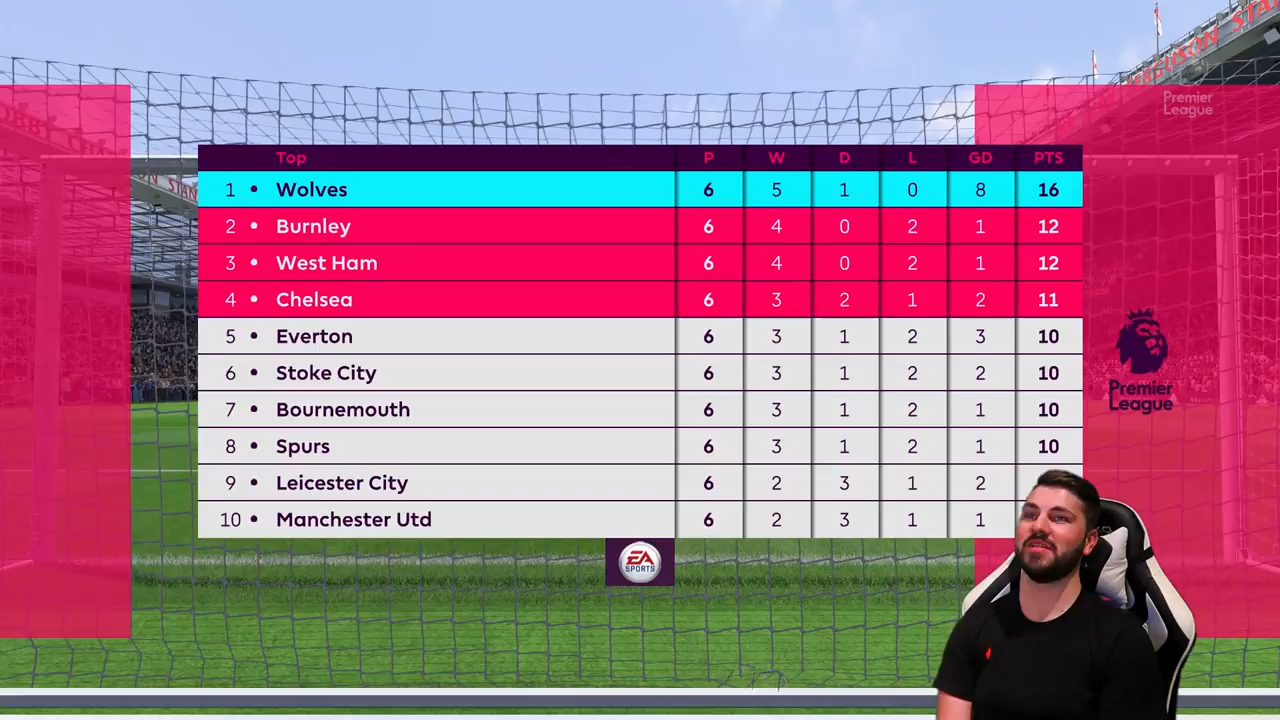 FERGUSON STA
Premier
League
STAN
Top P W D L GD PTS
1 • Wolves 6 5 1 0 8 16
2 • Burnley 6 4 0 2 1 12
3 • West Ham 6 4 0 2 1 12
4 • Chelsea 6 3 2 1 2 11
5 • Everton 6 3 1 2 3 10
6 • Stoke City 6 3 1 2 2 10
7 • Bournemouth 6 3 1 2 1 10
8 • Spurs 6 3 1 2 1 10
9 • Leicester City 6 2 3 1 2
10 • Manchester Utd 6 2 3 1 1
Premier
League
EA
SPORTS